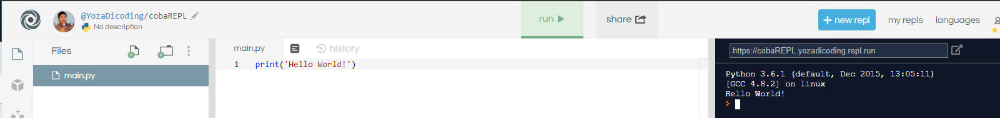 @YozaDicoding/cobaREPL
No description
run
share
+ new repl
my repls
languages
Files
main.py
main.py
history
1 print('Hello World!')
https://cobaREPL.yozadicoding.repl.run
Python 3.6.1 (default, Dec 2015, 13:05:11)
[GCC 4.8.2] on linux
Hello World!